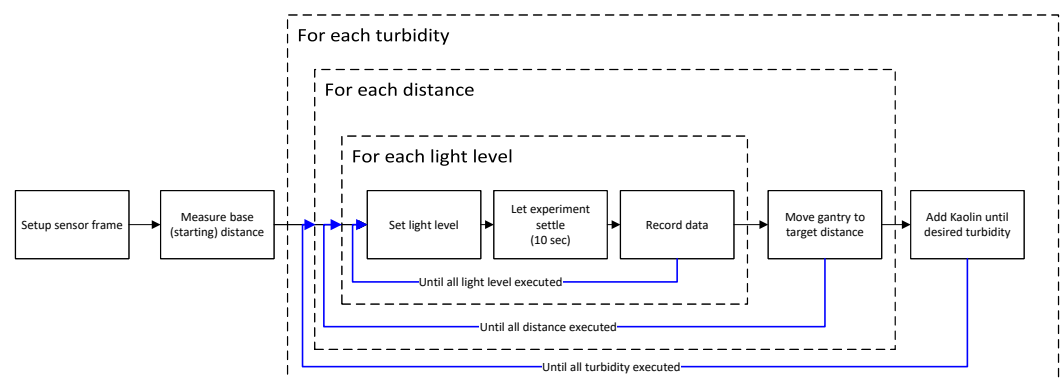 For each turbidity
For each distance
For each light level
Setup sensor frame
Measure base
(starting) distance
Set light level
Let experiment
settle
(10 sec)
Record data
Move gantry to
target distance
Add Kaolin until
desired turbidity
Until all light level executed
Until all distance executed
Until all turbidity executed